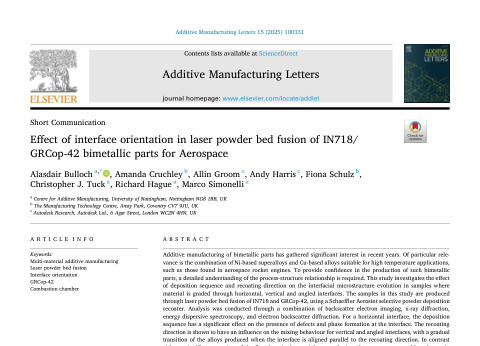 Additive Manufacturing Letters 15 (2025) 100331
Contents lists available at ScienceDirect
Additive Manufacturing Letters
journal homepage: www.elsevier.com/locate/addlet
ELSEVIER
ADDITIVE
MANUFACTURING
LETTERS
Check for
updates
Short Communication
Effect of interface orientation in laser powder bed fusion of IN718/
GRCop-42 bimetallic parts for Aerospace
Alasdair Bulloch a,*, Amanda Cruchley b, Allin Groom c, Andy Harris c, Fiona Schulz b,
Christopher J. Tuck a, Richard Hague a, Marco Simonelli a
a Centre for Additive Manufacturing, University of Nottingham, Nottingham NG8 1BB, UK
b The Manufacturing Technology Centre, Ansty Park, Coventry CV7 9JU, UK
c Autodesk Research, Autodesk Ltd., 6 Agar Street, London WC2N 4HN, UK
ARTICLE INFO
Keywords:
Multi-material additive manufacturing
Laser powder bed fusion
Interface orientation
GRCop-42
Combustion chamber
ABSTRACT
Additive manufacturing of bimetallic parts has gathered significant interest in recent years. Of particular rele-
vance is the combination of Ni-based superalloys and Cu-based alloys suitable for high temperature applications,
such as those found in aerospace rocket engines. To provide confidence in the production of such bimetallic
parts, a detailed understanding of the process-structure relationship is required. This study investigates the effect
of deposition sequence and recoating direction on the interfacial microstructure evolution in samples where
material is graded through horizontal, vertical and angled interfaces. The samples in this study are produced
through laser powder bed fusion of IN718 and GRCop-42, using a Schaeffler Aerosint selective powder deposition
recoater. Analysis was conducted through a combination of backscatter electron imaging, x-ray diffraction,
energy dispersive spectroscopy, and electron backscatter diffraction. For a horizontal interface, the deposition
sequence has a significant effect on the presence of defects and phase formation at the interface. The recoating
direction is shown to have an influence on the mixing behaviour for vertical and angled interfaces, with a gradual
transition of the alloys produced when the interface is aligned parallel to the recoating direction. In contrast